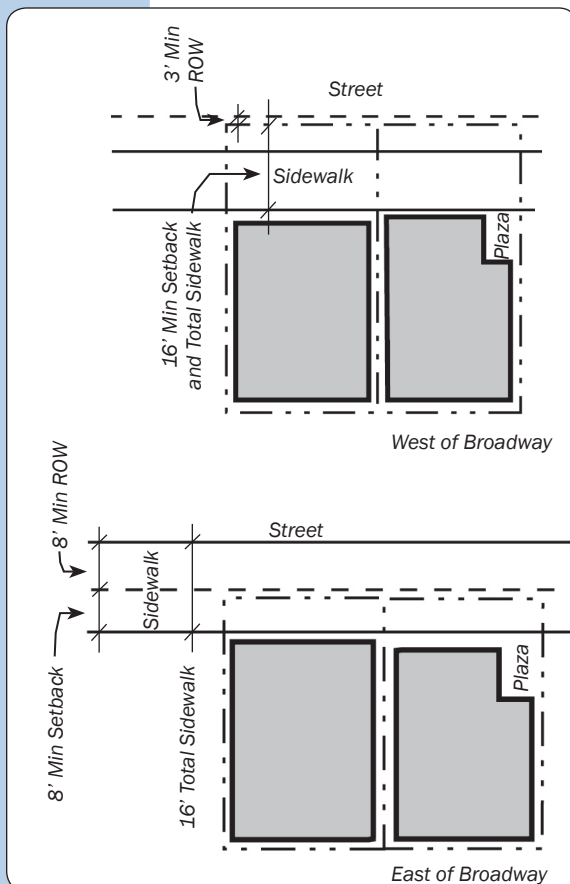 3’ Min
ROW
Street
Sidewalk
Plaza
16’ Min Setback
and Total Sidewalk
West of Broadway
8’ Min ROW
Street
Sidewalk
8’ Min Setback
16’ Total Sidewalk
Plaza
East of Broadway